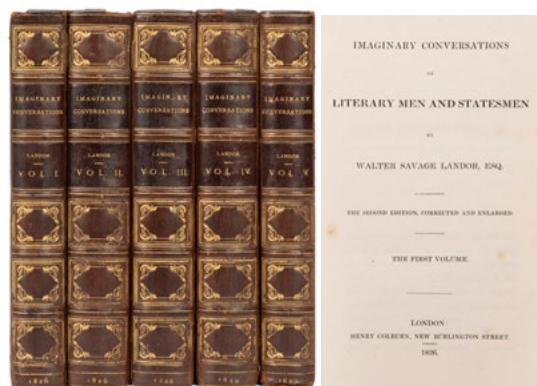 IMAGINARY
CONVERSATIONS
LANDOR
VOL. I.
1826
IMAGINARY
CONVERSATIONS
LANDOR
VOL. II.
1826
IMAGINARY
CONVERSATIONS
LANDOR
VOL. III.
IMAGINARY
CONVERSATIONS
LANDOR
VOL. IV.
IMAGINARY
CONVERSATIONS
LANDOR
VOL. V.
IMAGINARY CONVERSATIONS
OF
LITERARY MEN AND STATESMEN
BY
WALTER SAVAGE LANDOR, ESQ.
THE SECOND EDITION, CORRECTED AND ENLARGED.
THE FIRST VOLUME.
LONDON
HENRY COLBURN, NEW BURLINGTON STREET.
1826.